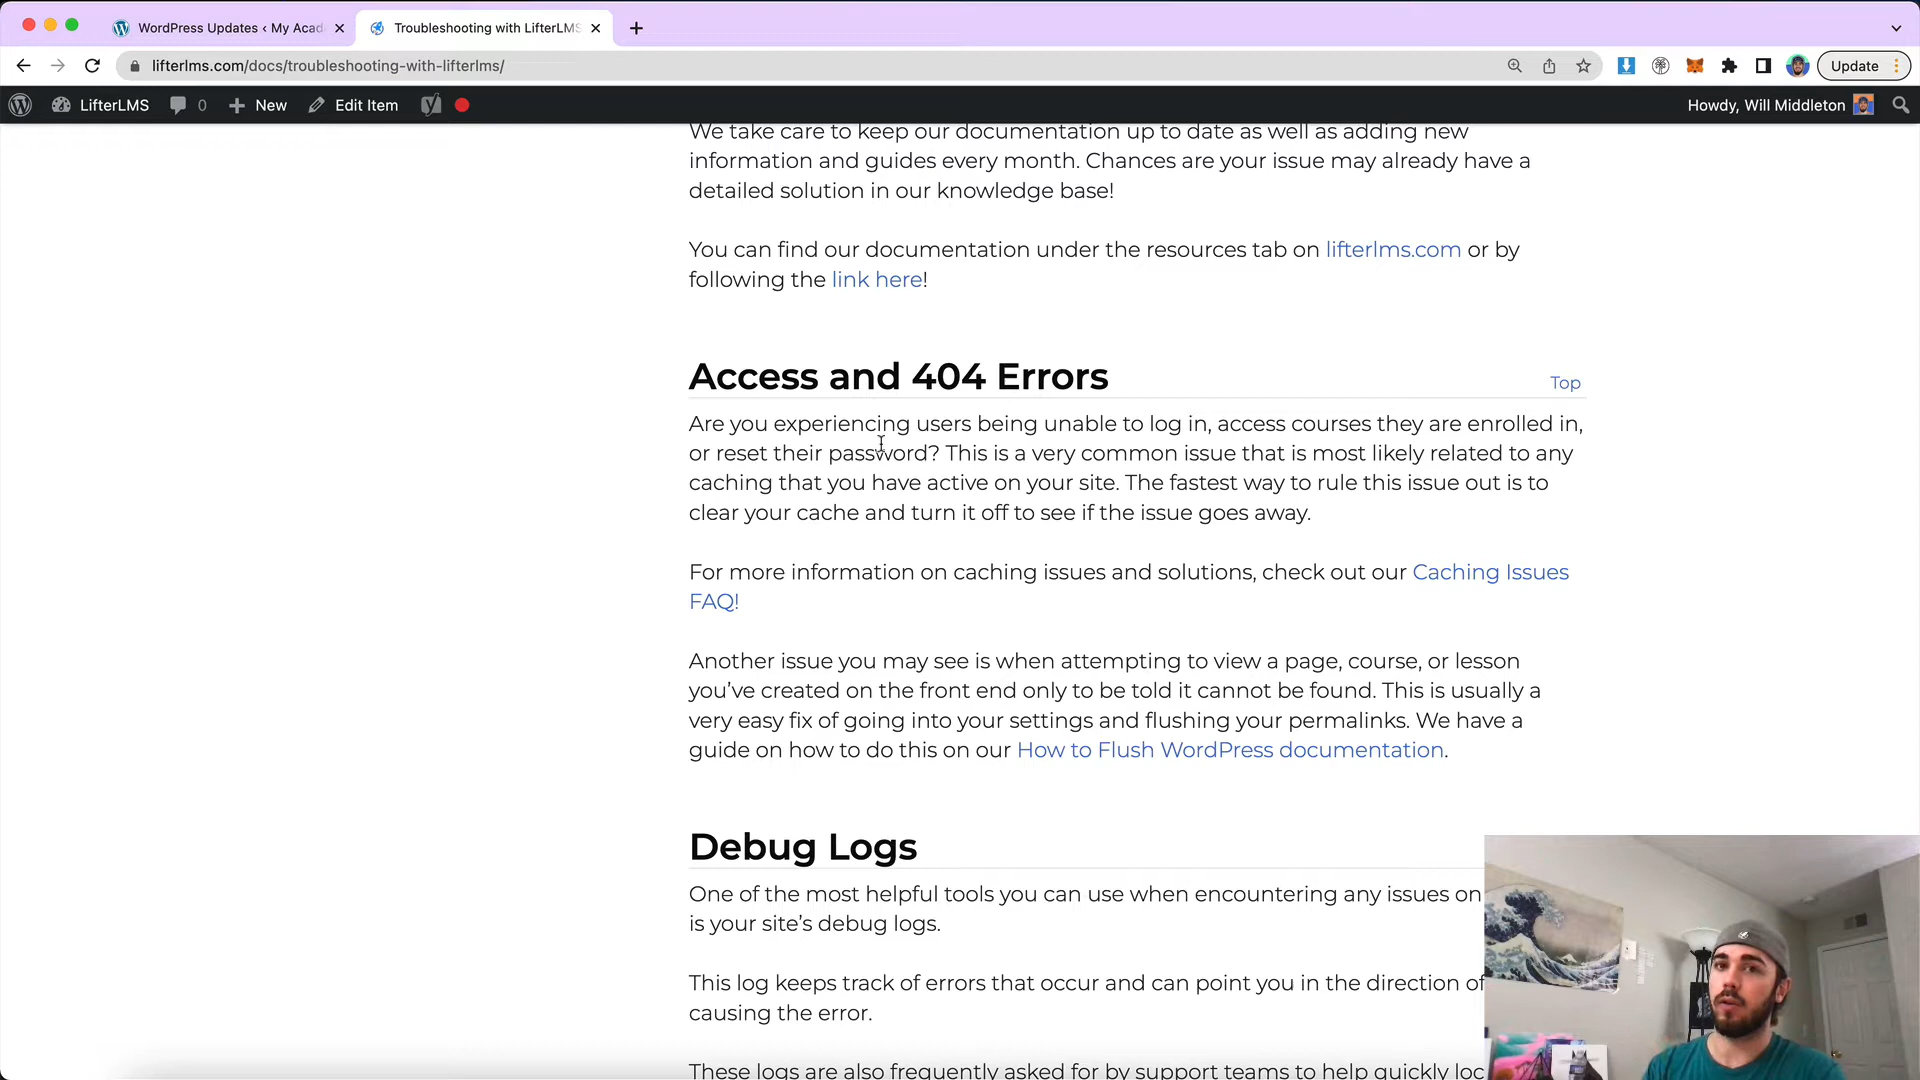 WordPress Updates ‹ My Acad
Troubleshooting with LifterLMS
lifterlms.com/docs/troubleshooting-with-lifterlms/
Update
LifterLMS
0
New
Edit Item
Howdy, Will Middleton
We take care to keep our documentation up to date as well as adding new
information and guides every month. Chances are your issue may already have a
detailed solution in our knowledge base!
You can find our documentation under the resources tab on lifterlms.com or by
following the link here!
Access and 404 Errors
Top
Are you experiencing users being unable to log in, access courses they are enrolled in,
or reset their password? This is a very common issue that is most likely related to any
caching that you have active on your site. The fastest way to rule this issue out is to
clear your cache and turn it off to see if the issue goes away.
For more information on caching issues and solutions, check out our Caching Issues
FAQ!
Another issue you may see is when attempting to view a page, course, or lesson
you’ve created on the front end only to be told it cannot be found. This is usually a
very easy fix of going into your settings and flushing your permalinks. We have a
guide on how to do this on our How to Flush WordPress documentation.
Debug Logs
One of the most helpful tools you can use when encountering any issues on
is your site’s debug logs.
This log keeps track of errors that occur and can point you in the direction of
causing the error.
These logs are also frequently asked for by support teams to help quickly loc